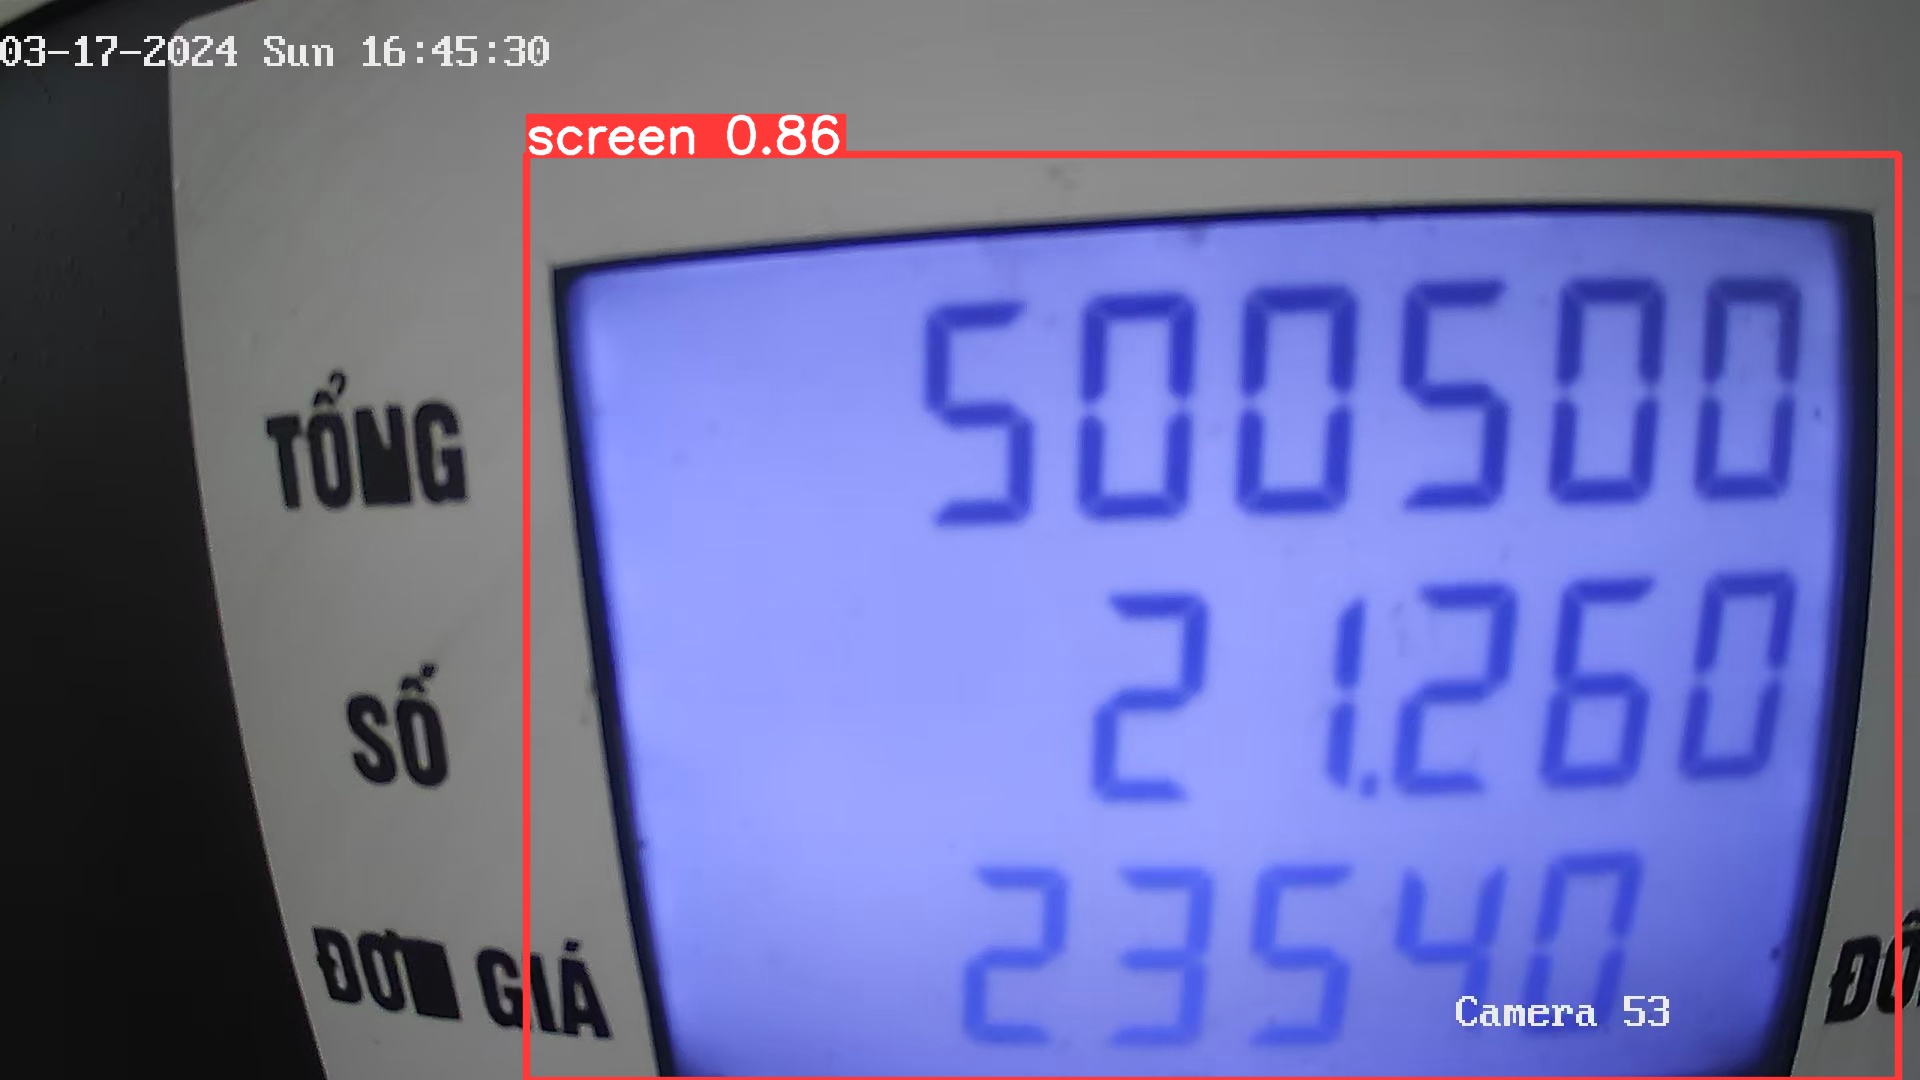 03-17-2024 Sun 16:45:30
screen 0.86
TỔNG 500500
SỐ 21.260
ĐƠN GIÁ 23540
Camera 53